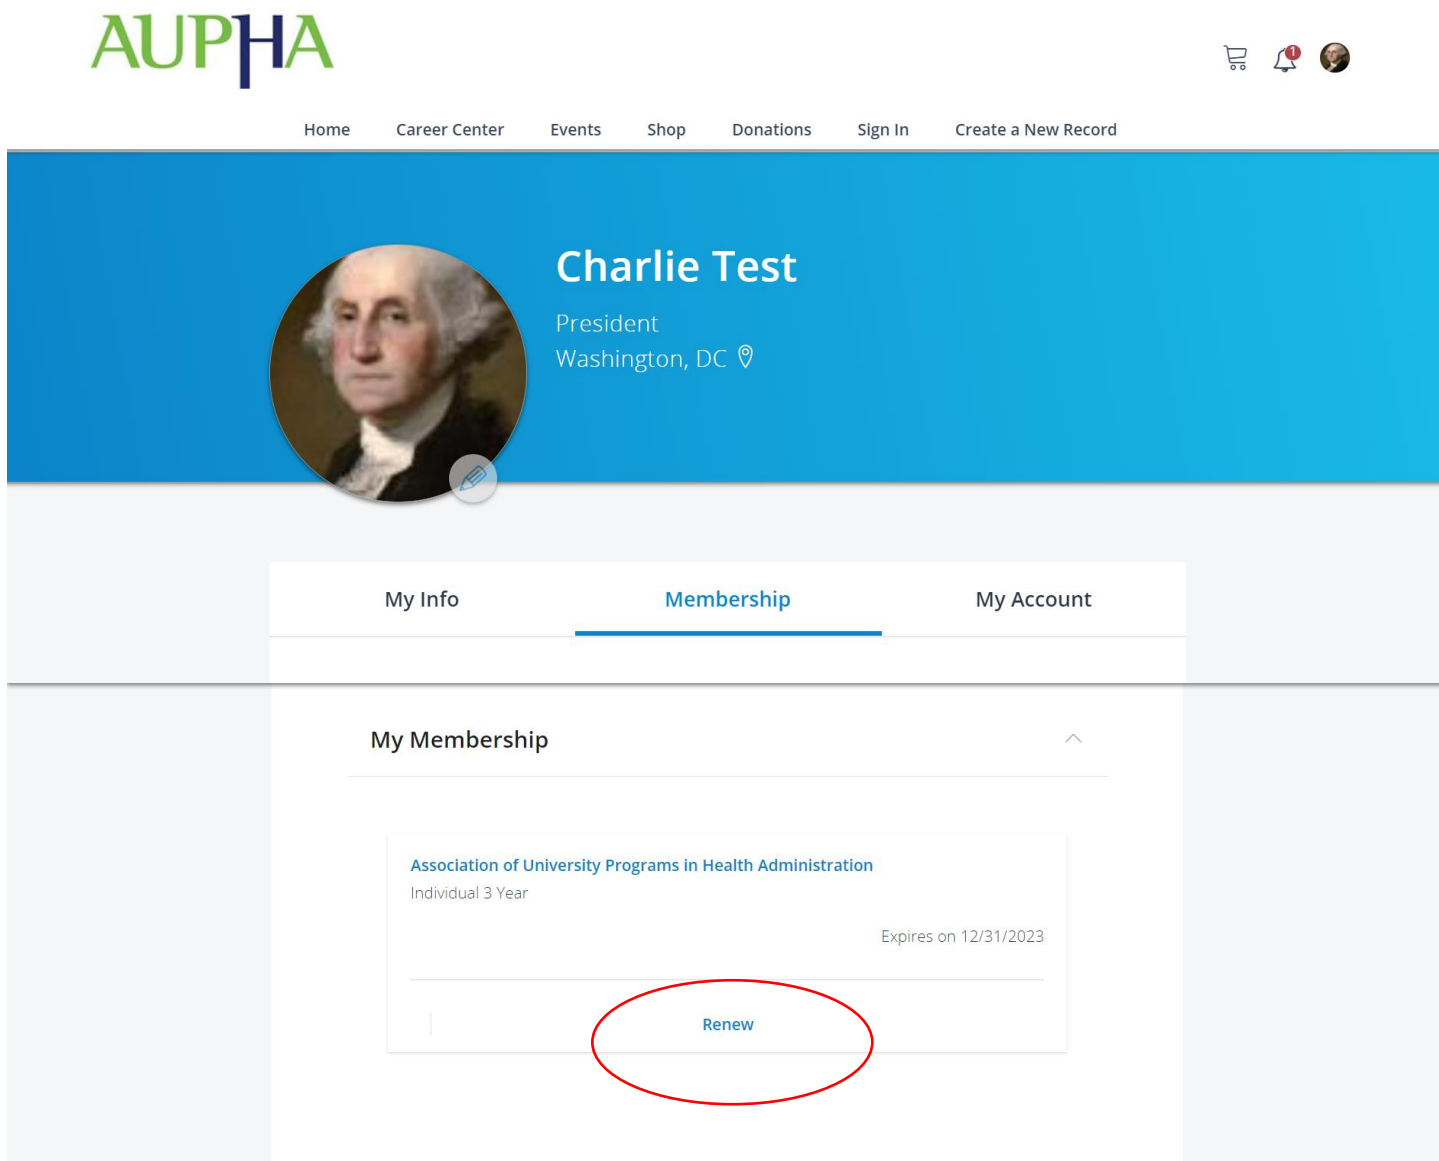 AUPHA
1
Home Career Center Events Shop Donations Sign In Create a New Record
Charlie Test
President
Washington, DC
My Info Membership My Account
My Membership
Association of University Programs in Health Administration
Individual 3 Year
Expires on 12/31/2023
Renew